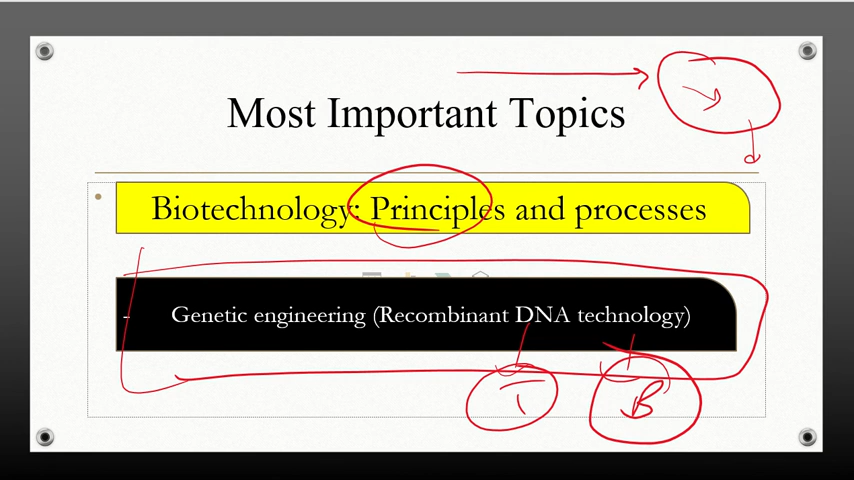 Most Important Topics
Biotechnology: Principles and processes
- Genetic engineering (Recombinant DNA technology)
T B